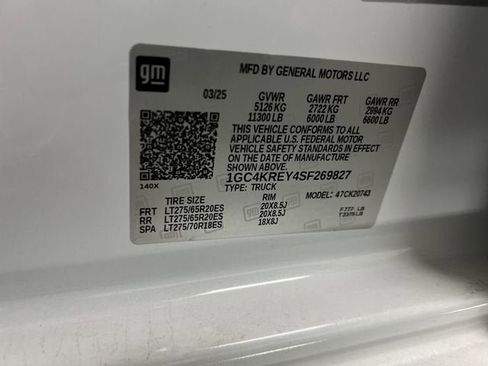 gm
MFD BY GENERAL MOTORS LLC
03/25 GVWR GAWR FRT GAWR RR
5126 KG 2722 KG 2994 KG
11300 LB 6000 LB 6600 LB
THIS VEHICLE CONFORMS TO ALL
APPLICABLE U.S. FEDERAL MOTOR
VEHICLE SAFETY STANDARDS IN EFFECT
ON THE DATE OF MANUFACTURE
SHOWN ABOVE.
1GC4KREY4SF269827
140X
TYPE: TRUCK MODEL: 47CK20743
TIRE SIZE RIM
FRT LT275/65R20ES 20X8.5J
RR LT275/65R20ES 20X8.5J
SPA LT275/70R18ES 18X8J